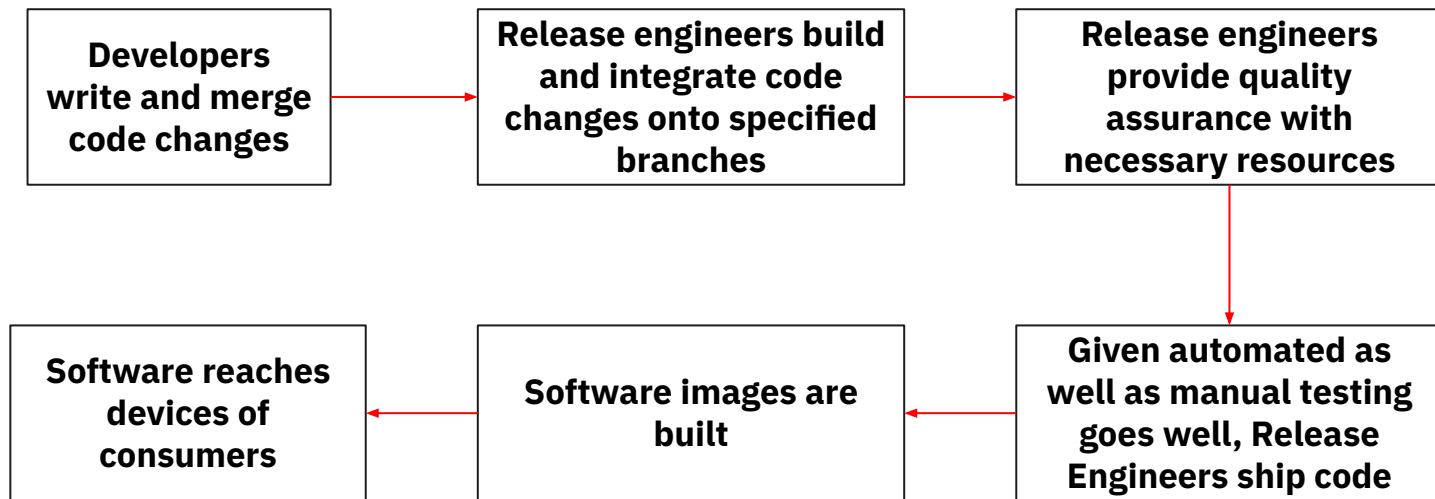 Developers
write and merge
code changes
Release engineers build
and integrate code
changes onto specified
branches
Release engineers
provide quality
assurance with
necessary resources
Given automated as
well as manual testing
goes well, Release
Engineers ship code
Software images are
built
Software reaches
devices of
consumers